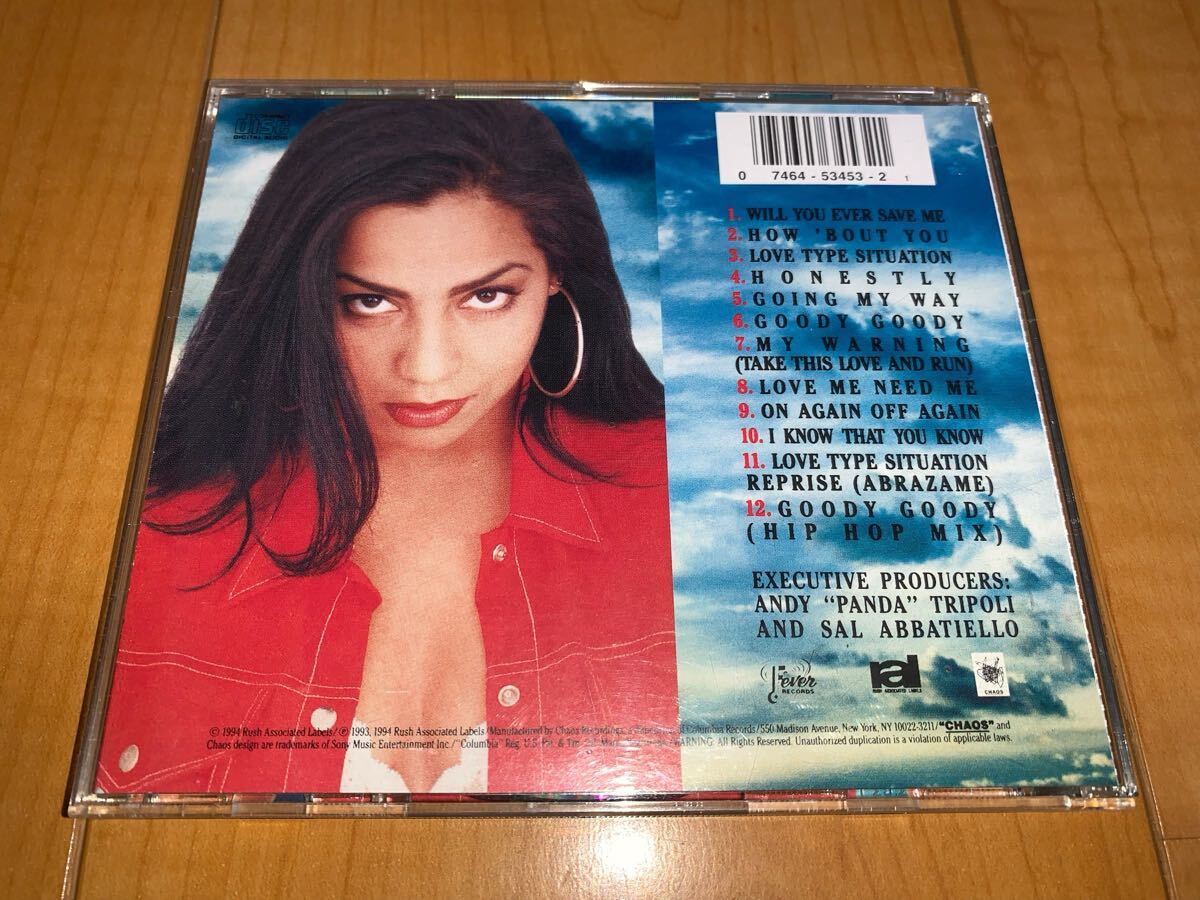 COMPACT
disc
DIGITAL AUDIO
0 7464-53453-2 1
1. WILL YOU EVER SAVE ME
2. HOW 'BOUT YOU
3. LOVE TYPE SITUATION
4. HONESTLY
5. GOING MY WAY
6. GOODY GOODY
7. MY WARNING
(TAKE THIS LOVE AND RUN)
8. LOVE ME NEED ME
9. ON AGAIN OFF AGAIN
10. I KNOW THAT YOU KNOW
11. LOVE TYPE SITUATION
REPRISE (ABRAZAME)
12. GOODY GOODY
(HIP HOP MIX)
EXECUTIVE PRODUCERS:
ANDY “PANDA” TRIPOLI
AND SAL ABBATIELLO
fever
RECORDS
ral
RUSH ASSOCIATED LABELS
CHAOS
© 1994 Rush Associated Labels/℗ 1993, 1994 Rush Associated Labels/Manufactured by Chaos Recordings, Columbia Records/550 Madison Avenue, New York, NY 10022-3211/"CHAOS" and
Chaos design are trademarks of Sony Music Entertainment Inc./"Columbia" Reg. U.S. Pat. & Tm. WARNING: All Rights Reserved. Unauthorized duplication is a violation of applicable laws.